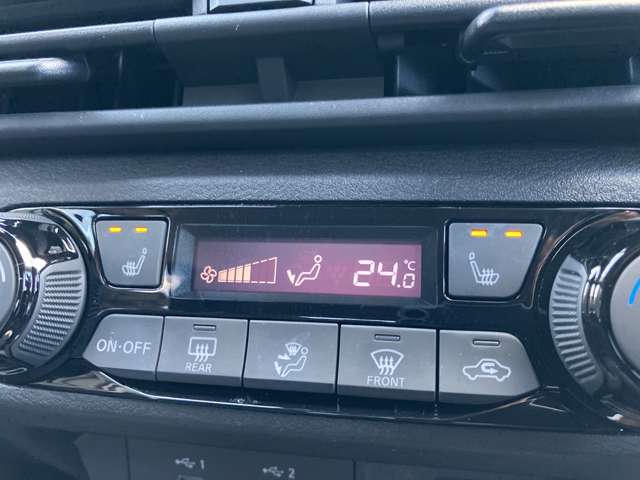 24.0 °C
ON·OFF
REAR
FRONT
1
2